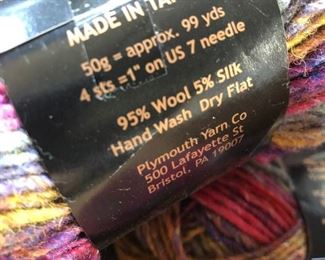 MADE IN
50g = approx. 99 yds
4 sts =1" on US 7 needle
95% Wool 5% Silk
Hand Wash Dry Flat
Plymouth Yarn Co
500 Lafayette St
Bristol, PA 19007